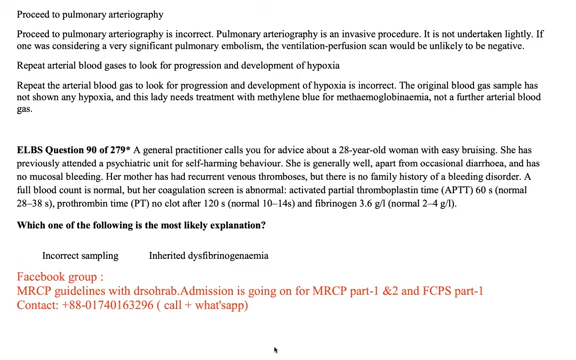 Proceed to pulmonary arteriography
Proceed to pulmonary arteriography is incorrect. Pulmonary arteriography is an invasive procedure. It is not undertaken lightly. If
one was considering a very significant pulmonary embolism, the ventilation-perfusion scan would be unlikely to be negative.
Repeat arterial blood gases to look for progression and development of hypoxia
Repeat the arterial blood gas to look for progression and development of hypoxia is incorrect. The original blood gas sample has
not shown any hypoxia, and this lady needs treatment with methylene blue for methaemoglobinaemia, not a further arterial blood
gas.
ELBS Question 90 of 279* A general practitioner calls you for advice about a 28-year-old woman with easy bruising. She has
previously attended a psychiatric unit for self-harming behaviour. She is generally well, apart from occasional diarrhoea, and has
no mucosal bleeding. Her mother has had recurrent venous thromboses, but there is no family history of a bleeding disorder. A
full blood count is normal, but her coagulation screen is abnormal: activated partial thromboplastin time (APTT) 60 s (normal
28–38 s), prothrombin time (PT) no clot after 120 s (normal 10–14s) and fibrinogen 3.6 g/l (normal 2–4 g/l).
Which one of the following is the most likely explanation?
Incorrect sampling Inherited dysfibrinogenaemia
Facebook group :
MRCP guidelines with drsohrab.Admission is going on for MRCP part-1 &2 and FCPS part-1
Contact: +88-01740163296 ( call + what'sapp)